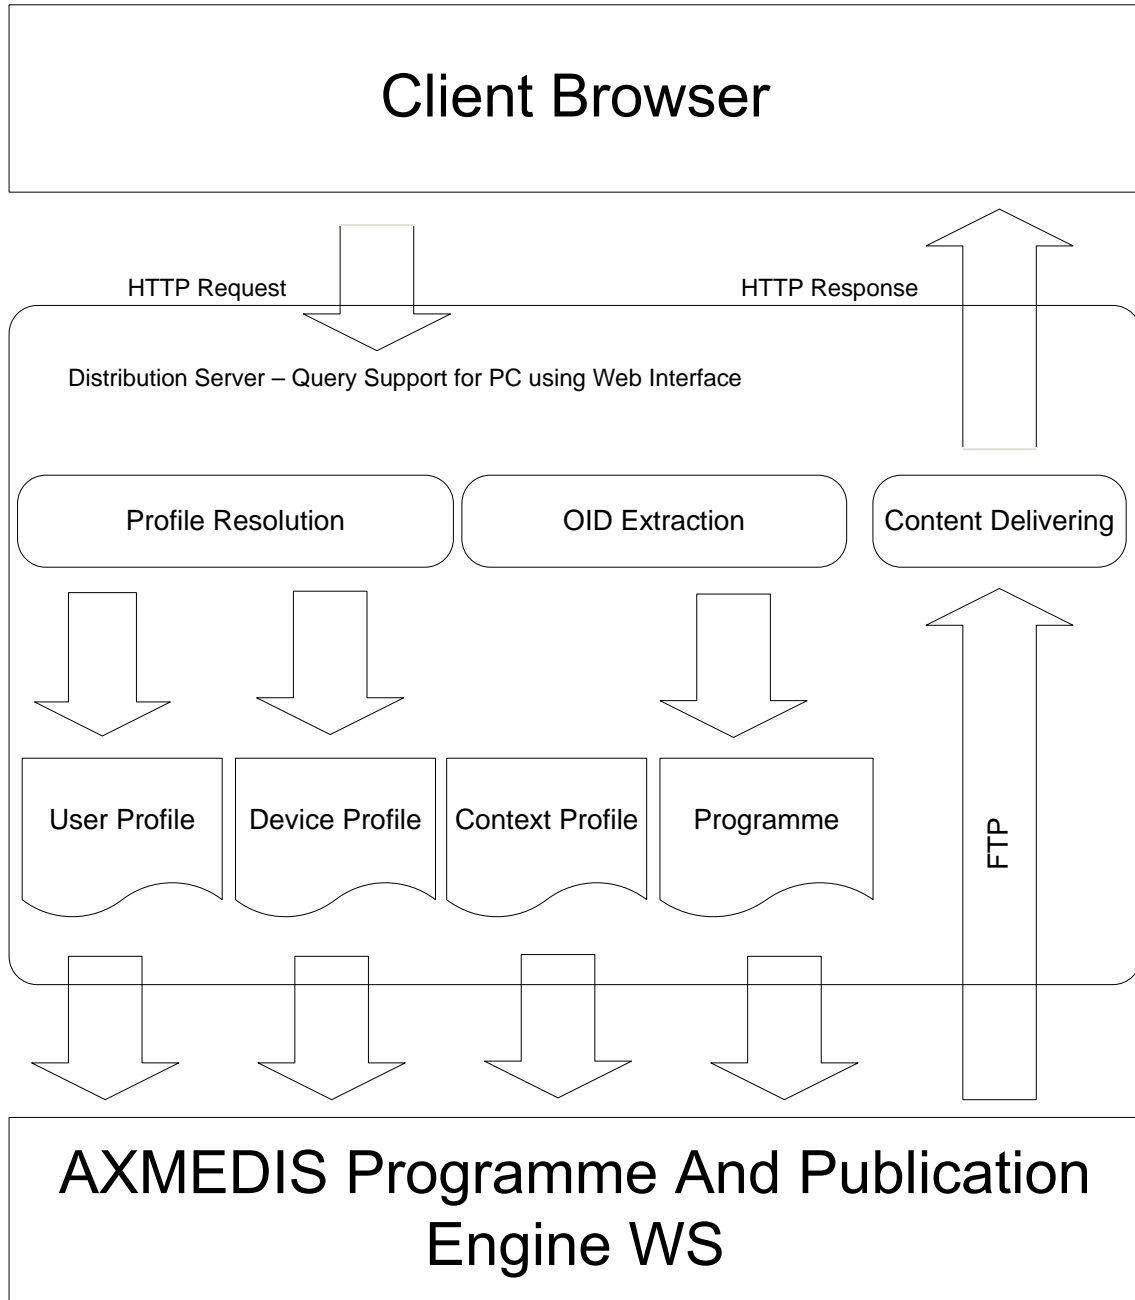 Client Browser
HTTP Request
HTTP Response
Distribution Server – Query Support for PC using Web Interface
Profile Resolution
OID Extraction
Content Delivering
User Profile
Device Profile
Context Profile
Programme
FTP
AXMEDIS Programme And Publication
Engine WS